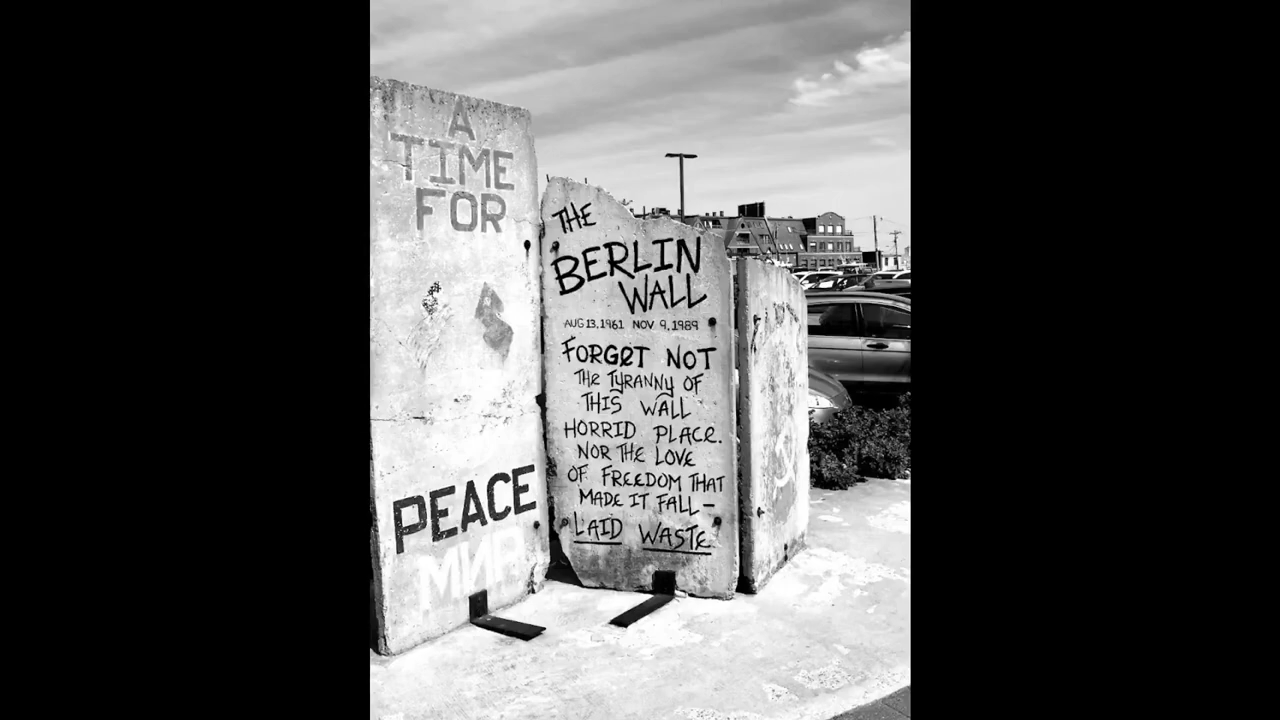 A
TIME
FOR
PEACE
МИР
THE
BERLIN
WALL
AUG 13, 1961 NOV 9, 1989
FORGET NOT
THE TYRANNY OF
THIS WALL
HORRID PLACE.
NOR THE LOVE
OF FREEDOM THAT
MADE IT FALL –
LAID WASTE